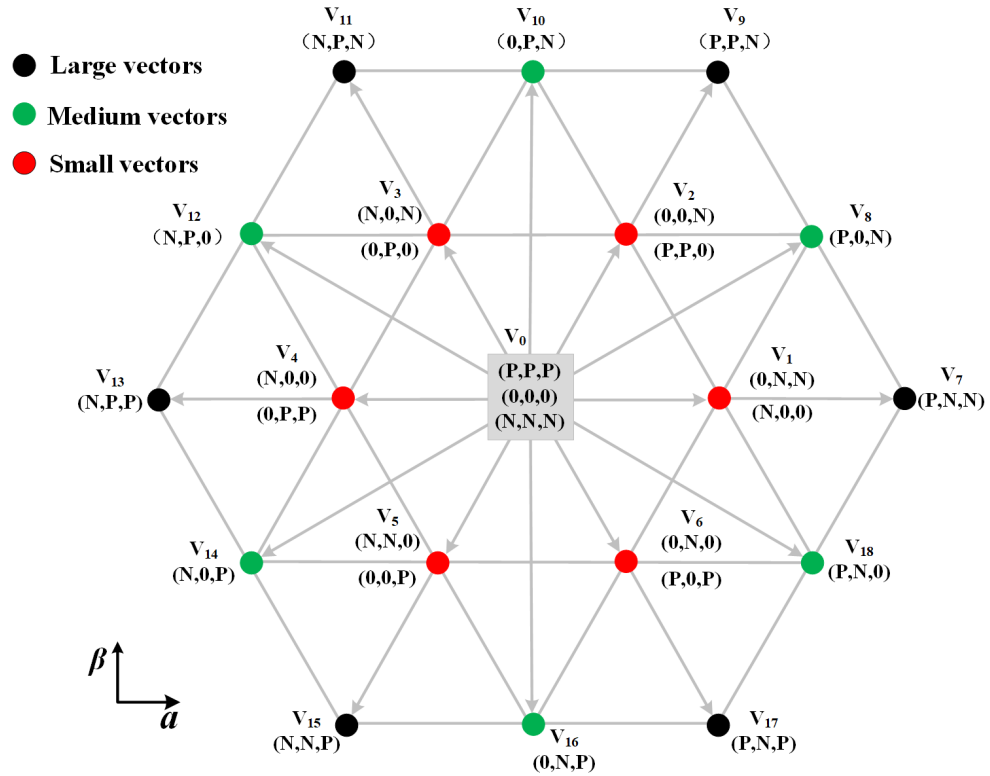 V11
（N,P,N）
V10
（0,P,N）
V9
(P,P,N)
Large vectors
Medium vectors
Small vectors
V3
(N,0,N)
(0,P,0)
V2
(0,0,N)
(P,P,0)
V12
（N,P,0）
V8
(P,0,N)
V0
(P,P,P)
(0,0,0)
(N,N,N)
V4
(N,0,0)
(0,P,P)
V1
(0,N,N)
(N,0,0)
V13
(N,P,P)
V7
(P,N,N)
V5
(N,N,0)
(0,0,P)
V6
(0,N,0)
(P,0,P)
V14
(N,0,P)
V18
(P,N,0)
β
a
V15
(N,N,P)
V16
(0,N,P)
V17
(P,N,P)